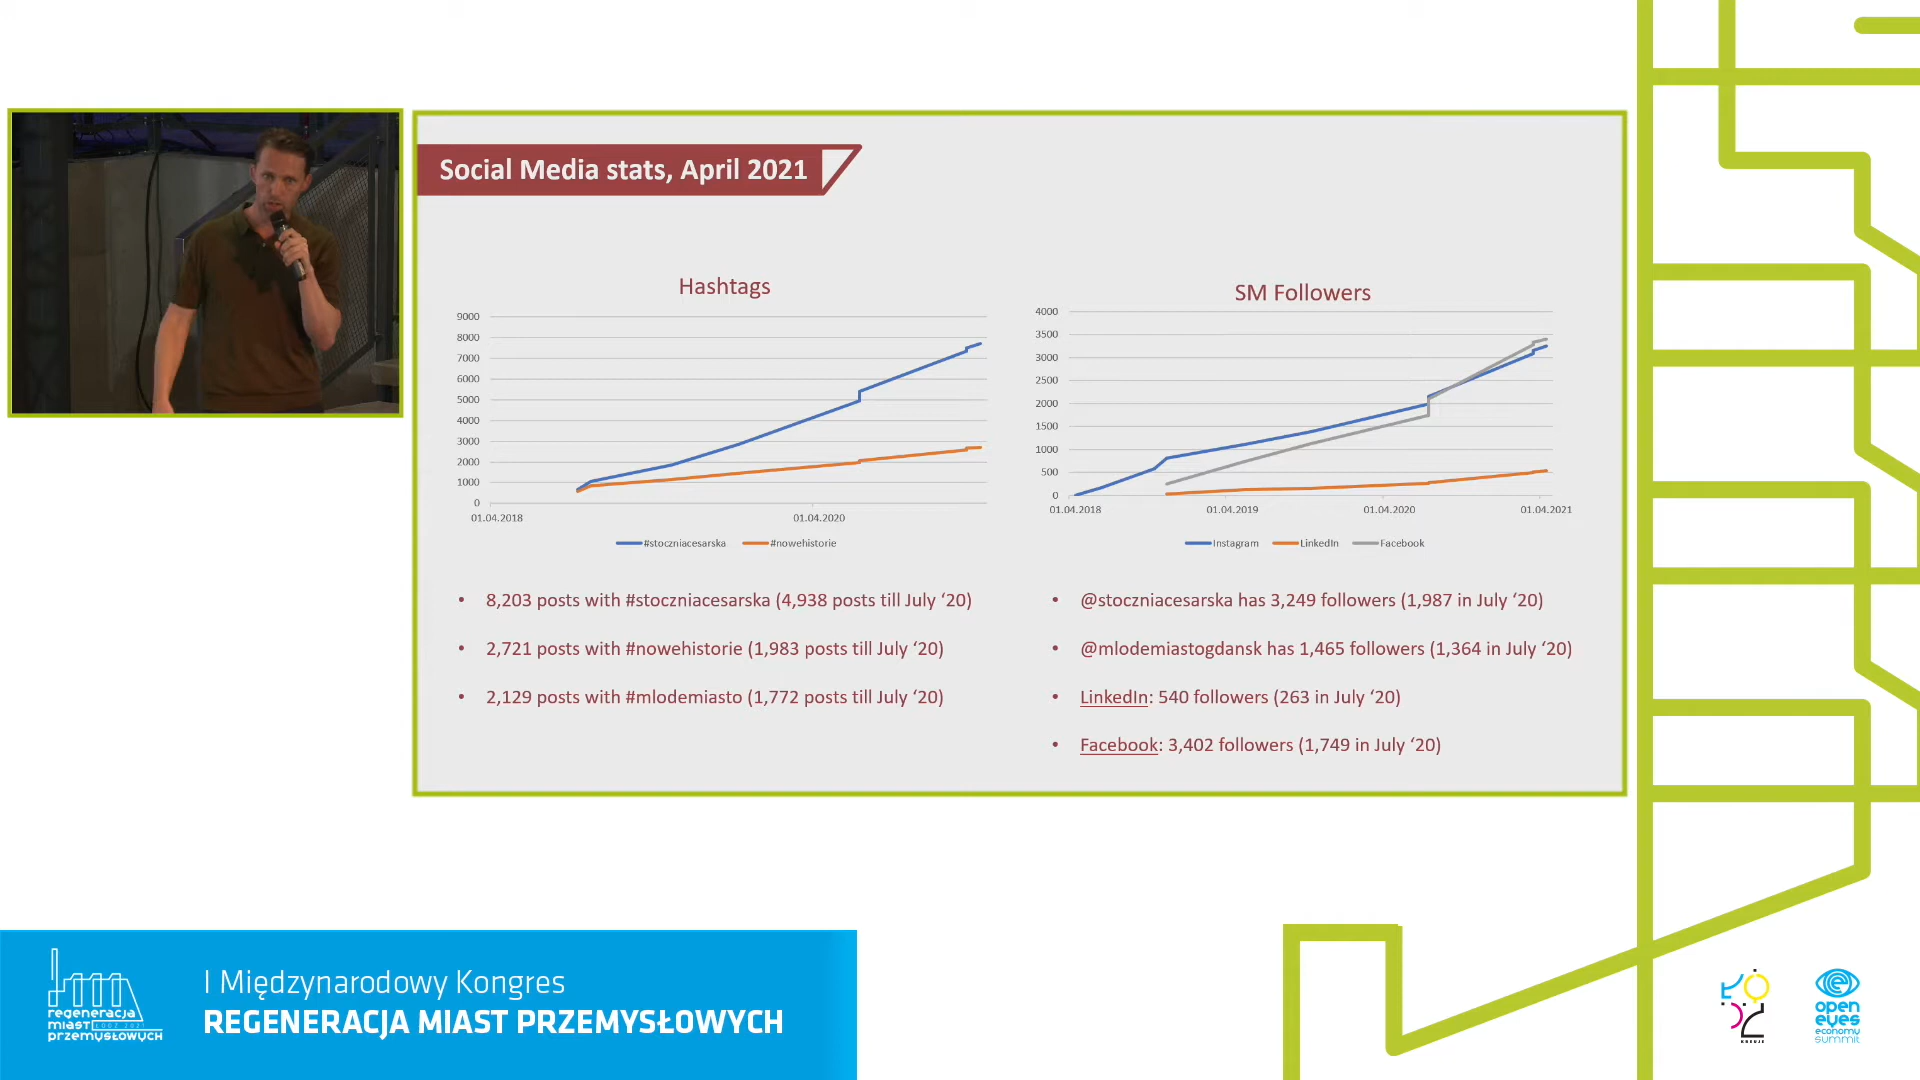 Social Media stats, April 2021
Hashtags
9000
8000
7000
6000
5000
4000
3000
2000
1000
0
01.04.2018
01.04.2020
#stoczniacesarska
#nowehistorie
• 8,203 posts with #stoczniacesarska (4,938 posts till July ‘20)
• 2,721 posts with #nowehistorie (1,983 posts till July ‘20)
• 2,129 posts with #mlodemiasto (1,772 posts till July ‘20)
SM Followers
4000
3500
3000
2500
2000
1500
1000
500
0
01.04.2018
01.04.2019
01.04.2020
01.04.2021
Instagram
LinkedIn
Facebook
• @stoczniacesarska has 3,249 followers (1,987 in July ‘20)
• @mlodemiastogdansk has 1,465 followers (1,364 in July ‘20)
• LinkedIn: 540 followers (263 in July ‘20)
• Facebook: 3,402 followers (1,749 in July ‘20)
regeneracja
miast
przemysłowych
I Międzynarodowy Kongres
REGENERACJA MIAST PRZEMYSŁOWYCH
open
eyes
economy
summit